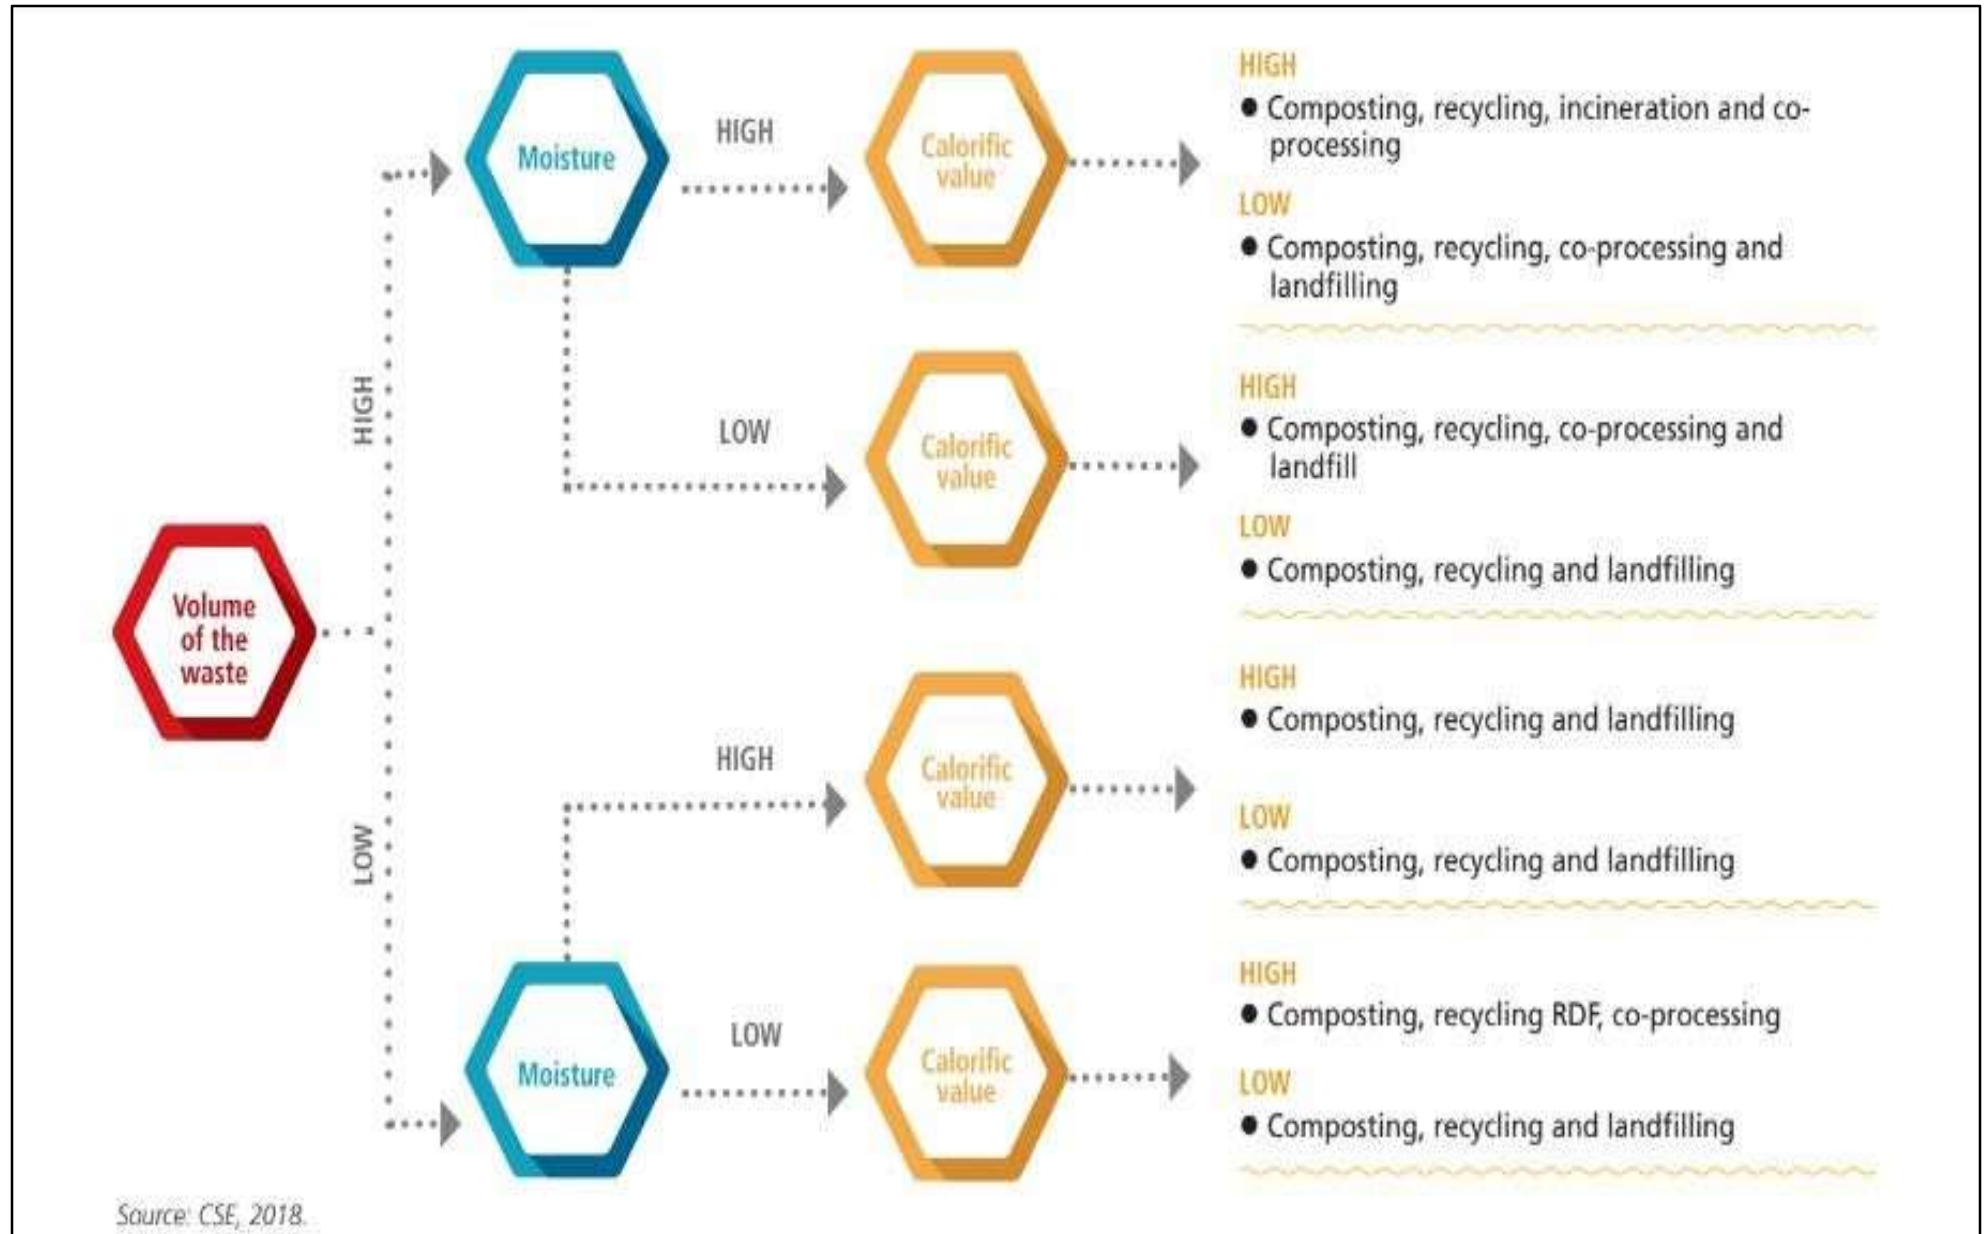 HIGH
● Composting, recycling, incineration and co-
processing
Moisture
HIGH
Calorific
value
LOW
● Composting, recycling, co-processing and
landfilling
HIGH
LOW
Calorific
value
HIGH
● Composting, recycling, co-processing and
landfill
LOW
● Composting, recycling and landfilling
Volume
of the
waste
HIGH
Calorific
value
HIGH
● Composting, recycling and landfilling
LOW
● Composting, recycling and landfilling
LOW
Moisture
LOW
Calorific
value
HIGH
● Composting, recycling RDF, co-processing
LOW
● Composting, recycling and landfilling
Source: CSE, 2018.